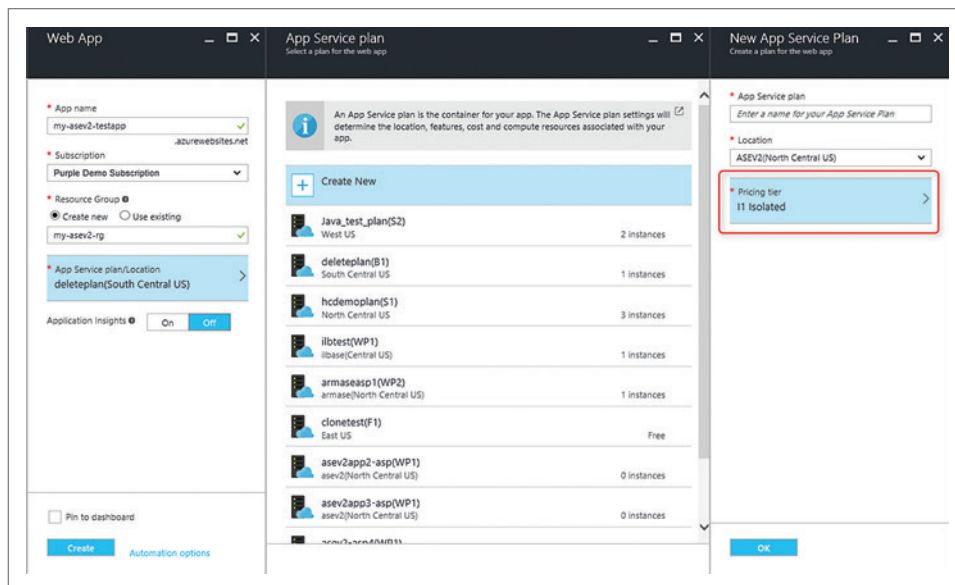 Web App
* App name
my-asev2-testapp
.azurewebsites.net
* Subscription
Purple Demo Subscription
* Resource Group
Create new Use existing
my-asev2-rg
* App Service plan/Location
deleteplan(South Central US)
Application Insights On Off
Pin to dashboard
Create Automation options
App Service plan
Select a plan for the web app
An App Service plan is the container for your app. The App Service plan settings will
determine the location, features, cost and compute resources associated with your
app.
Create New
Java_test_plan(S2)
West US 2 instances
deleteplan(B1)
South Central US 1 instances
hcdemoplan(S1)
North Central US 3 instances
ilbtest(WP1)
ilbase(Central US) 1 instances
armaseasp1(WP2)
armase(North Central US) 1 instances
clonetest(F1)
East US Free
asev2app2-asp(WP1)
asev2(North Central US) 0 instances
asev2app3-asp(WP1)
asev2(North Central US) 0 instances
New App Service Plan
Create a plan for the web app
* App Service plan
Enter a name for your App Service Plan
* Location
ASEV2(North Central US)
* Pricing tier
I1 Isolated
OK